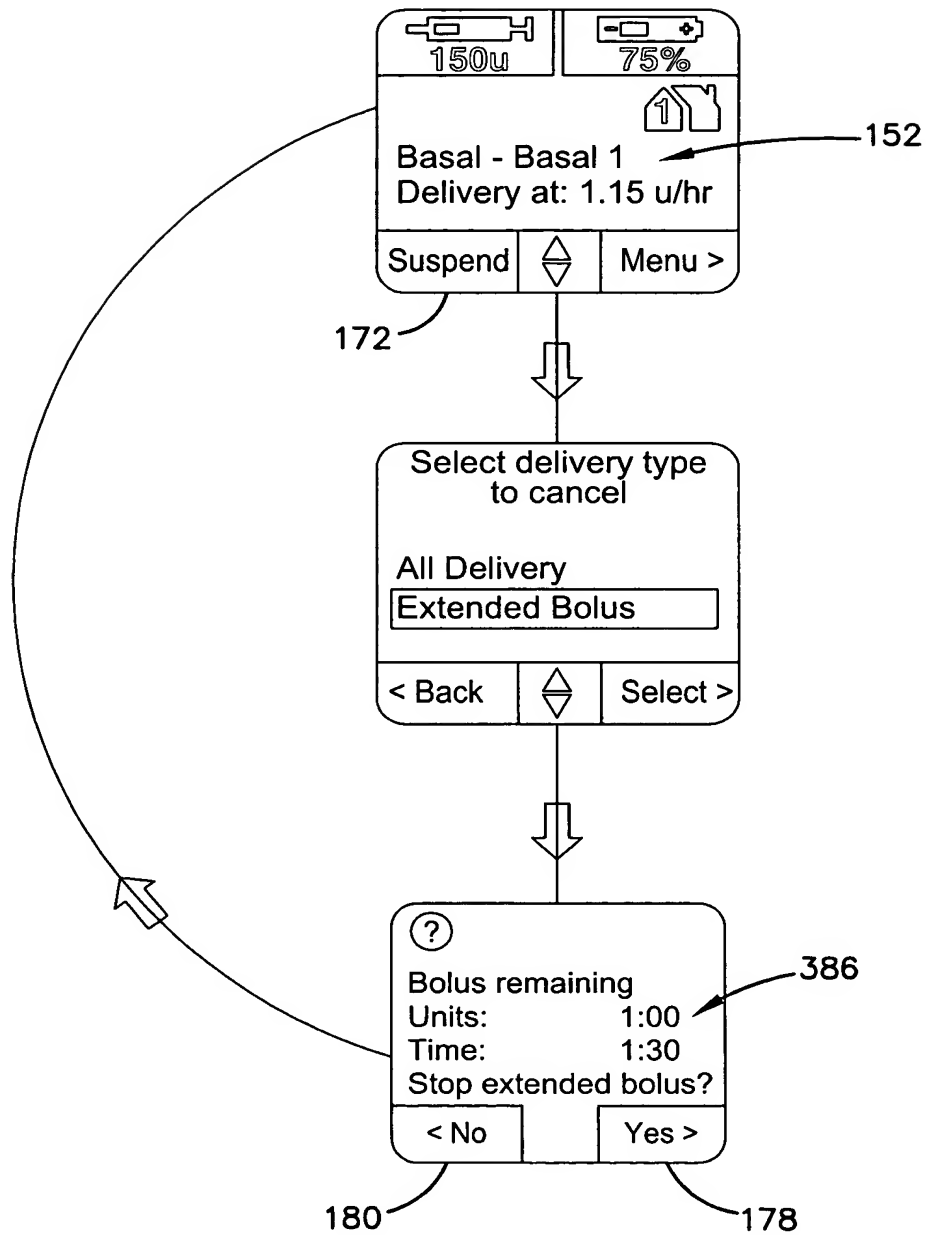 150u 75%
1
152
Basal - Basal 1
Delivery at: 1.15 u/hr
Suspend Menu >
172
Select delivery type
to cancel
All Delivery
Extended Bolus
< Back Select >
?
386
Bolus remaining
Units: 1:00
Time: 1:30
Stop extended bolus?
< No Yes >
180 178